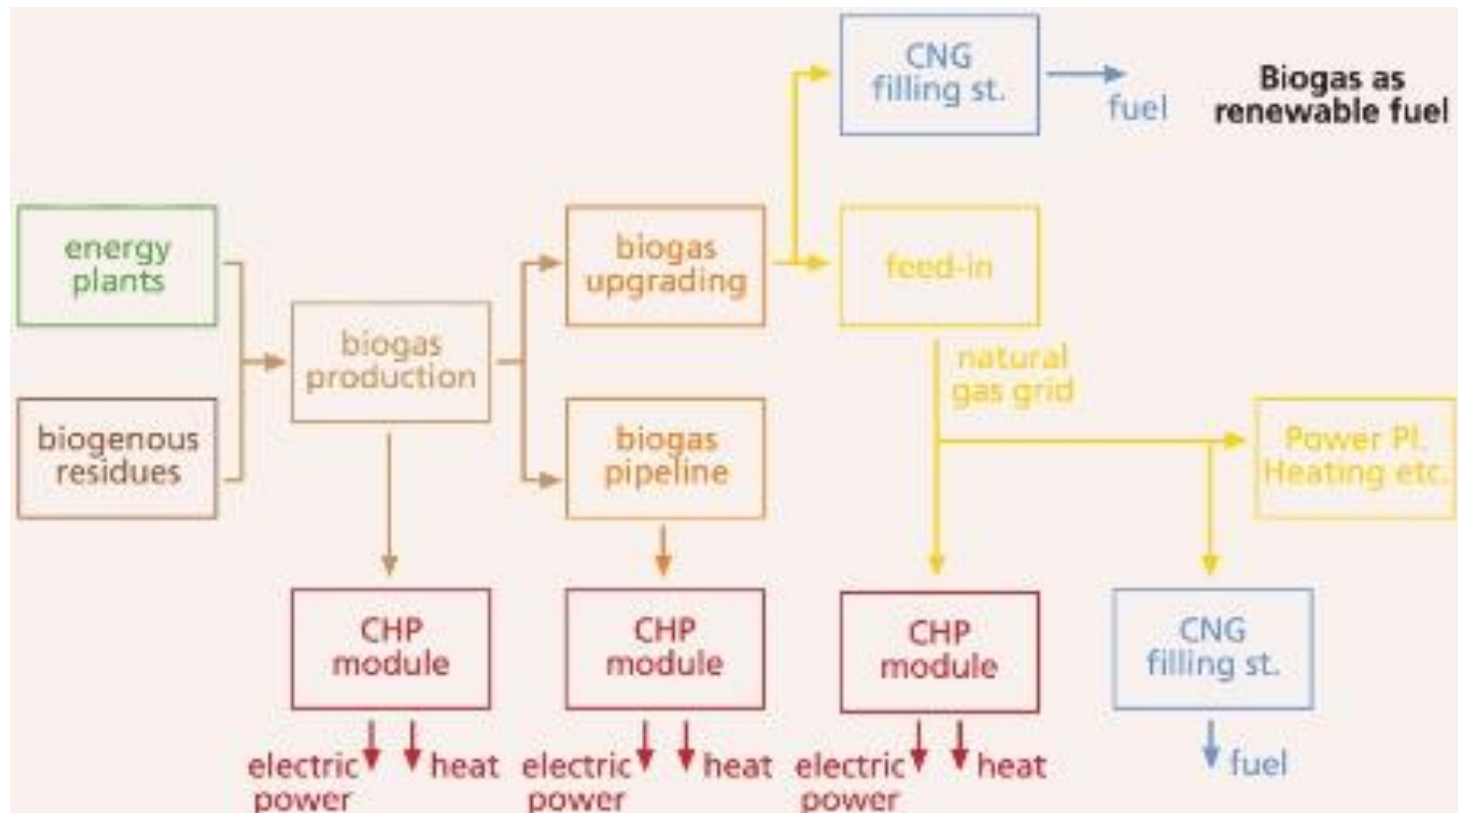 CNG
filling st.
fuel
Biogas as
renewable fuel
energy
plants
biogas
upgrading
feed-in
biogas
production
natural
gas grid
biogenous
residues
biogas
pipeline
Power Pl.
Heating etc.
CHP
module
CHP
module
CHP
module
CNG
filling st.
electric
power
heat
electric
power
heat
electric
power
heat
fuel